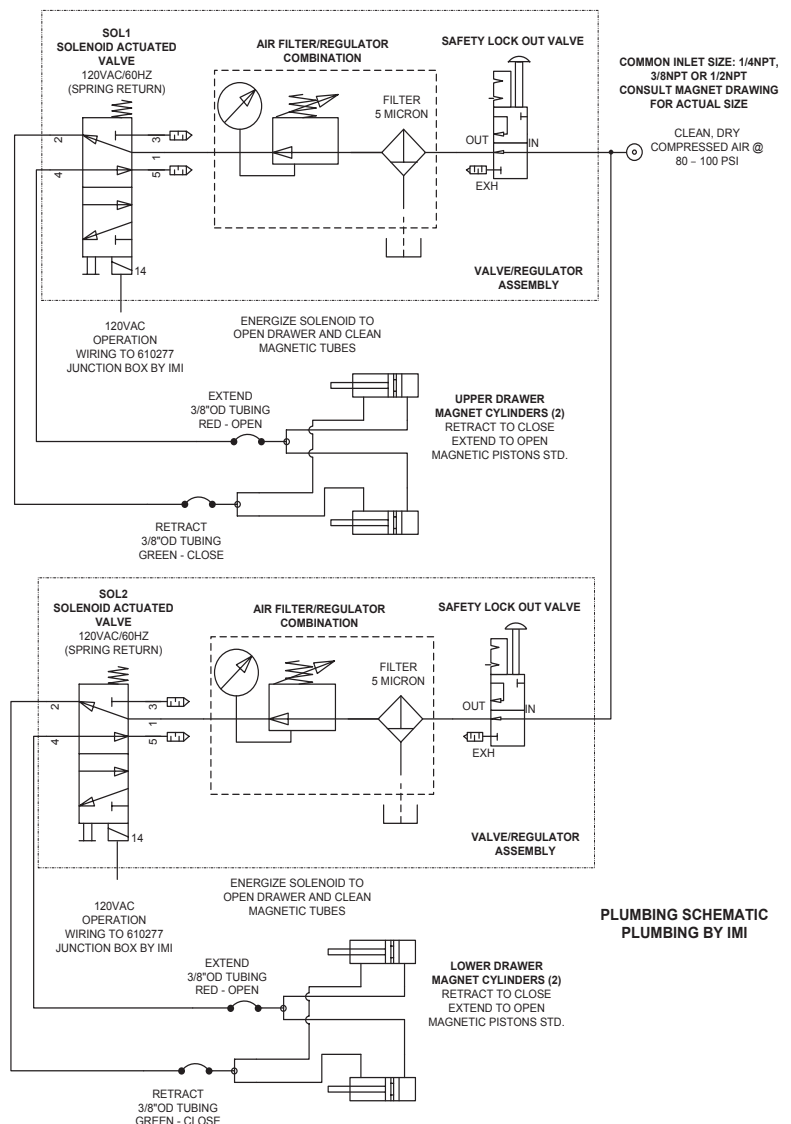 SOL1
SOLENOID ACTUATED
VALVE
120VAC/60HZ
(SPRING RETURN)
AIR FILTER/REGULATOR
COMBINATION
SAFETY LOCK OUT VALVE
COMMON INLET SIZE: 1/4NPT,
3/8NPT OR 1/2NPT
CONSULT MAGNET DRAWING
FOR ACTUAL SIZE
CLEAN, DRY
COMPRESSED AIR @
80 – 100 PSI
FILTER
5 MICRON
OUT
IN
EXH
2
3
1
4
5
14
VALVE/REGULATOR
ASSEMBLY
120VAC
OPERATION
WIRING TO 610277
JUNCTION BOX BY IMI
ENERGIZE SOLENOID TO
OPEN DRAWER AND CLEAN
MAGNETIC TUBES
EXTEND
3/8"OD TUBING
RED - OPEN
UPPER DRAWER
MAGNET CYLINDERS (2)
RETRACT TO CLOSE
EXTEND TO OPEN
MAGNETIC PISTONS STD.
RETRACT
3/8"OD TUBING
GREEN - CLOSE
SOL2
SOLENOID ACTUATED
VALVE
120VAC/60HZ
(SPRING RETURN)
AIR FILTER/REGULATOR
COMBINATION
SAFETY LOCK OUT VALVE
FILTER
5 MICRON
OUT
IN
EXH
2
3
1
4
5
14
VALVE/REGULATOR
ASSEMBLY
120VAC
OPERATION
WIRING TO 610277
JUNCTION BOX BY IMI
ENERGIZE SOLENOID TO
OPEN DRAWER AND CLEAN
MAGNETIC TUBES
PLUMBING SCHEMATIC
PLUMBING BY IMI
EXTEND
3/8"OD TUBING
RED - OPEN
LOWER DRAWER
MAGNET CYLINDERS (2)
RETRACT TO CLOSE
EXTEND TO OPEN
MAGNETIC PISTONS STD.
RETRACT
3/8"OD TUBING
GREEN - CLOSE